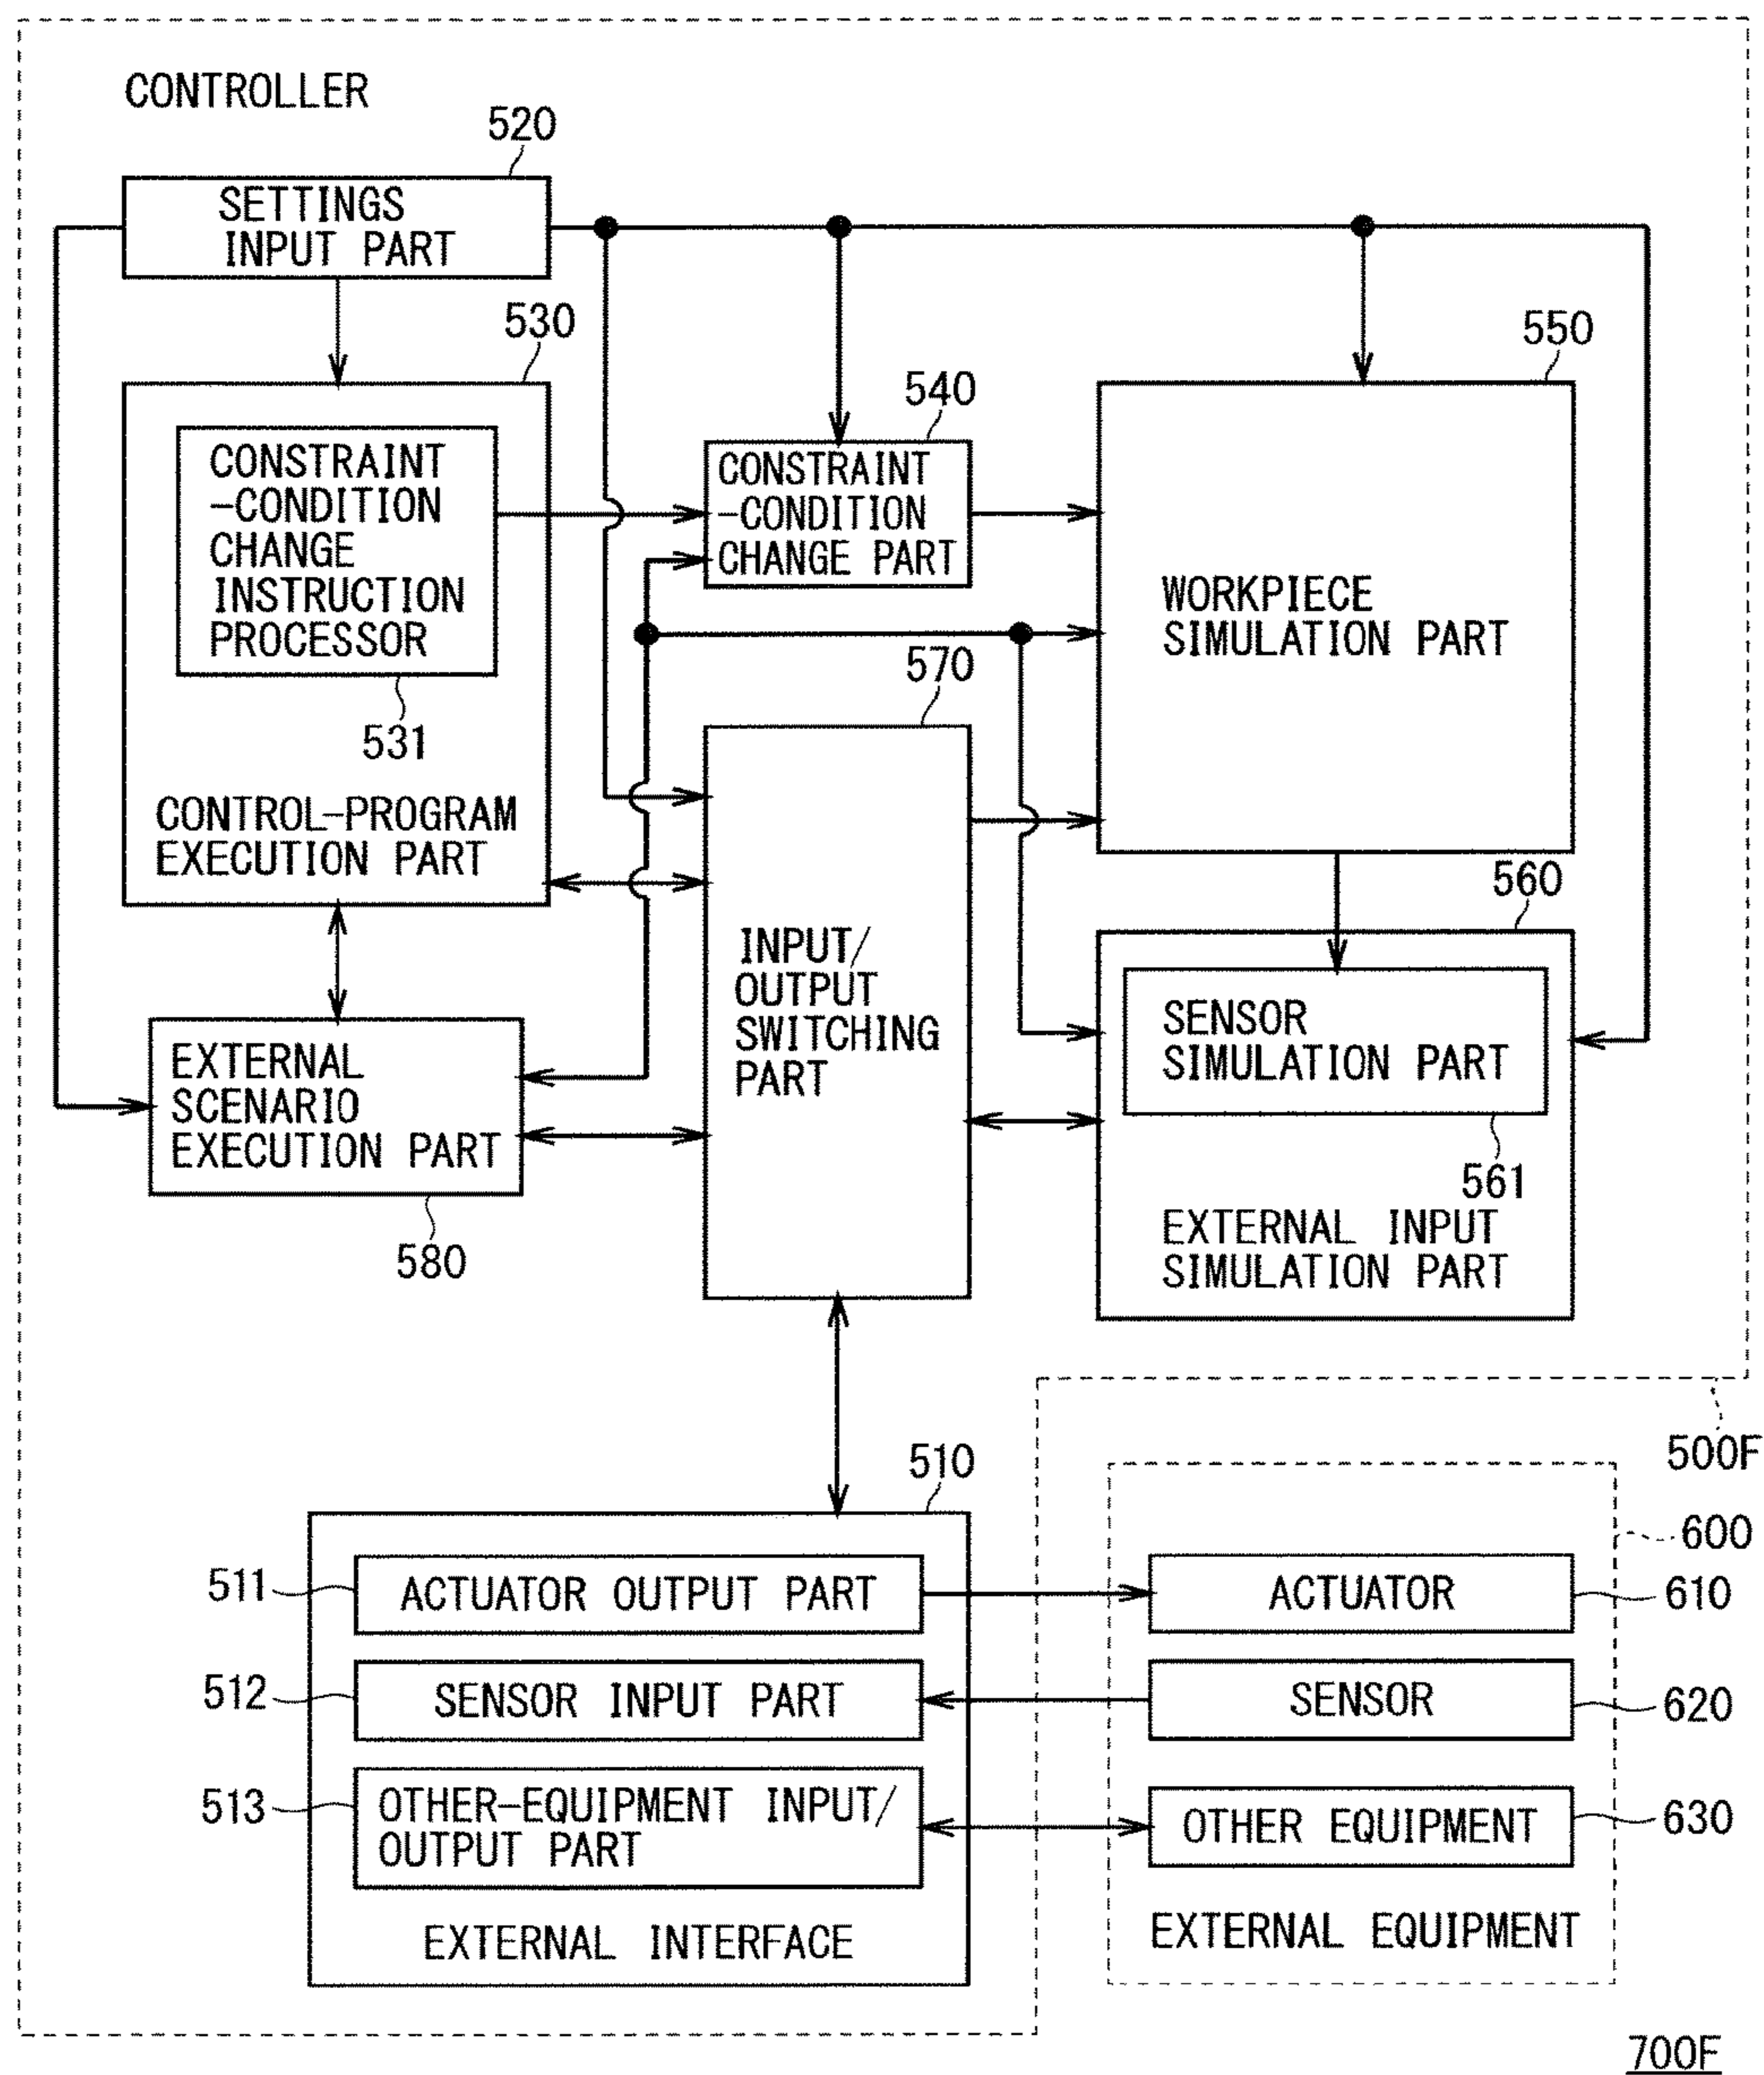 CONTROLLER
520
SETTINGS
INPUT PART
530
550
540
CONSTRAINT
-CONDITION
CHANGE
INSTRUCTION
PROCESSOR
531
CONTROL-PROGRAM
EXECUTION PART
CONSTRAINT
-CONDITION
CHANGE PART
WORKPIECE
SIMULATION PART
570
560
INPUT/
OUTPUT
SWITCHING
PART
SENSOR
SIMULATION PART
561
EXTERNAL INPUT
SIMULATION PART
EXTERNAL
SCENARIO
EXECUTION PART
580
500F
510
600
511
ACTUATOR OUTPUT PART
ACTUATOR
610
512
SENSOR INPUT PART
SENSOR
620
513
OTHER-EQUIPMENT INPUT/
OUTPUT PART
OTHER EQUIPMENT
630
EXTERNAL INTERFACE
EXTERNAL EQUIPMENT
700F